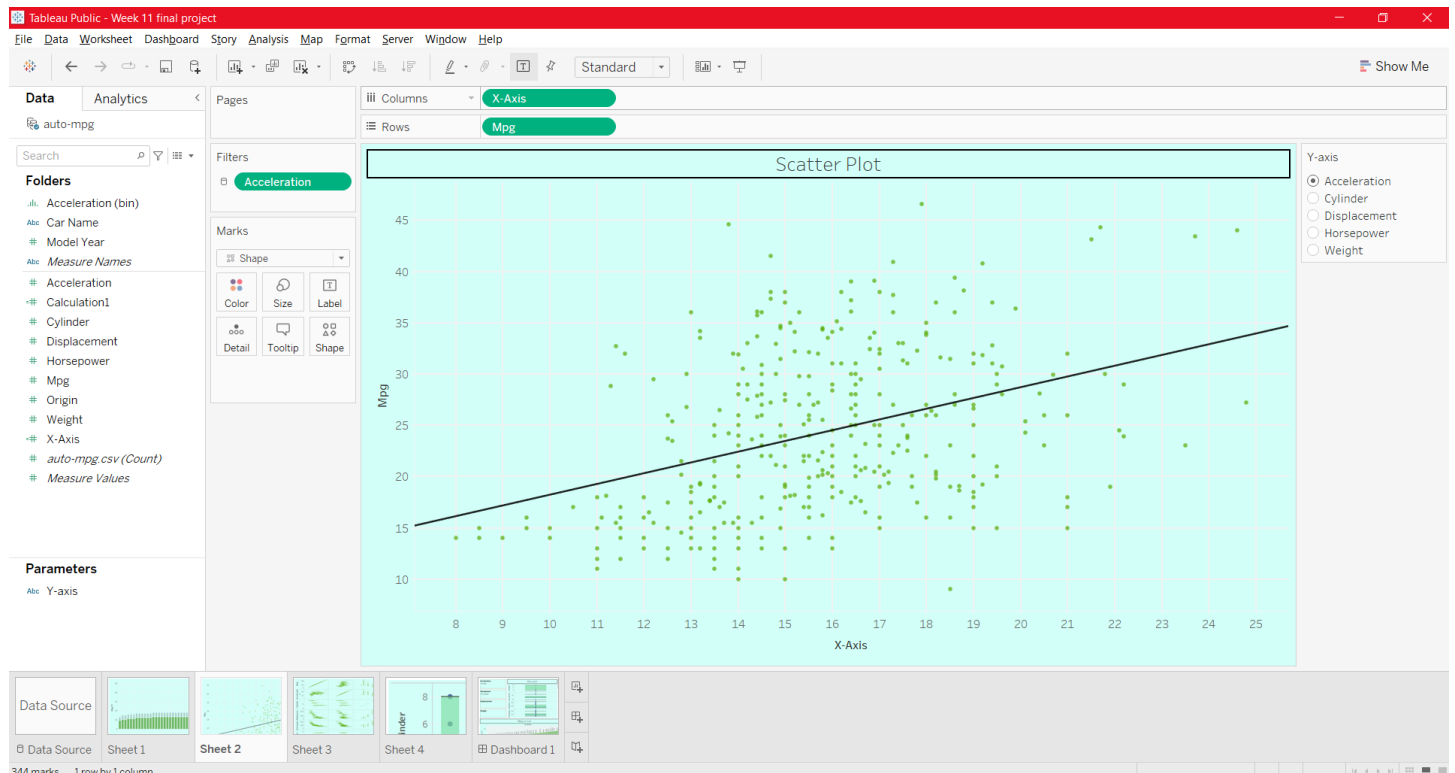 Tableau Public - Week 11 final project
File Data Worksheet Dashboard Story Analysis Map Format Server Window Help
Standard
Show Me
Data Analytics
Pages
Columns X-Axis
auto-mpg
Rows Mpg
Search
Filters
Acceleration
Folders
Acceleration (bin)
Abc Car Name
# Model Year
Abc Measure Names
# Acceleration
=# Calculation1
# Cylinder
# Displacement
# Horsepower
# Mpg
# Origin
# Weight
=# X-Axis
# auto-mpg.csv (Count)
# Measure Values
Parameters
Abc Y-axis
Marks
Shape
Color Size Label
Detail Tooltip Shape
Scatter Plot
45
40
35
30
25
20
15
10
Mpg
8 9 10 11 12 13 14 15 16 17 18 19 20 21 22 23 24 25
X-Axis
Y-axis
Acceleration
Cylinder
Displacement
Horsepower
Weight
Data Source
8
6
inder
Data Source Sheet 1 Sheet 2 Sheet 3 Sheet 4 Dashboard 1
344 marks 1 row by 1 column